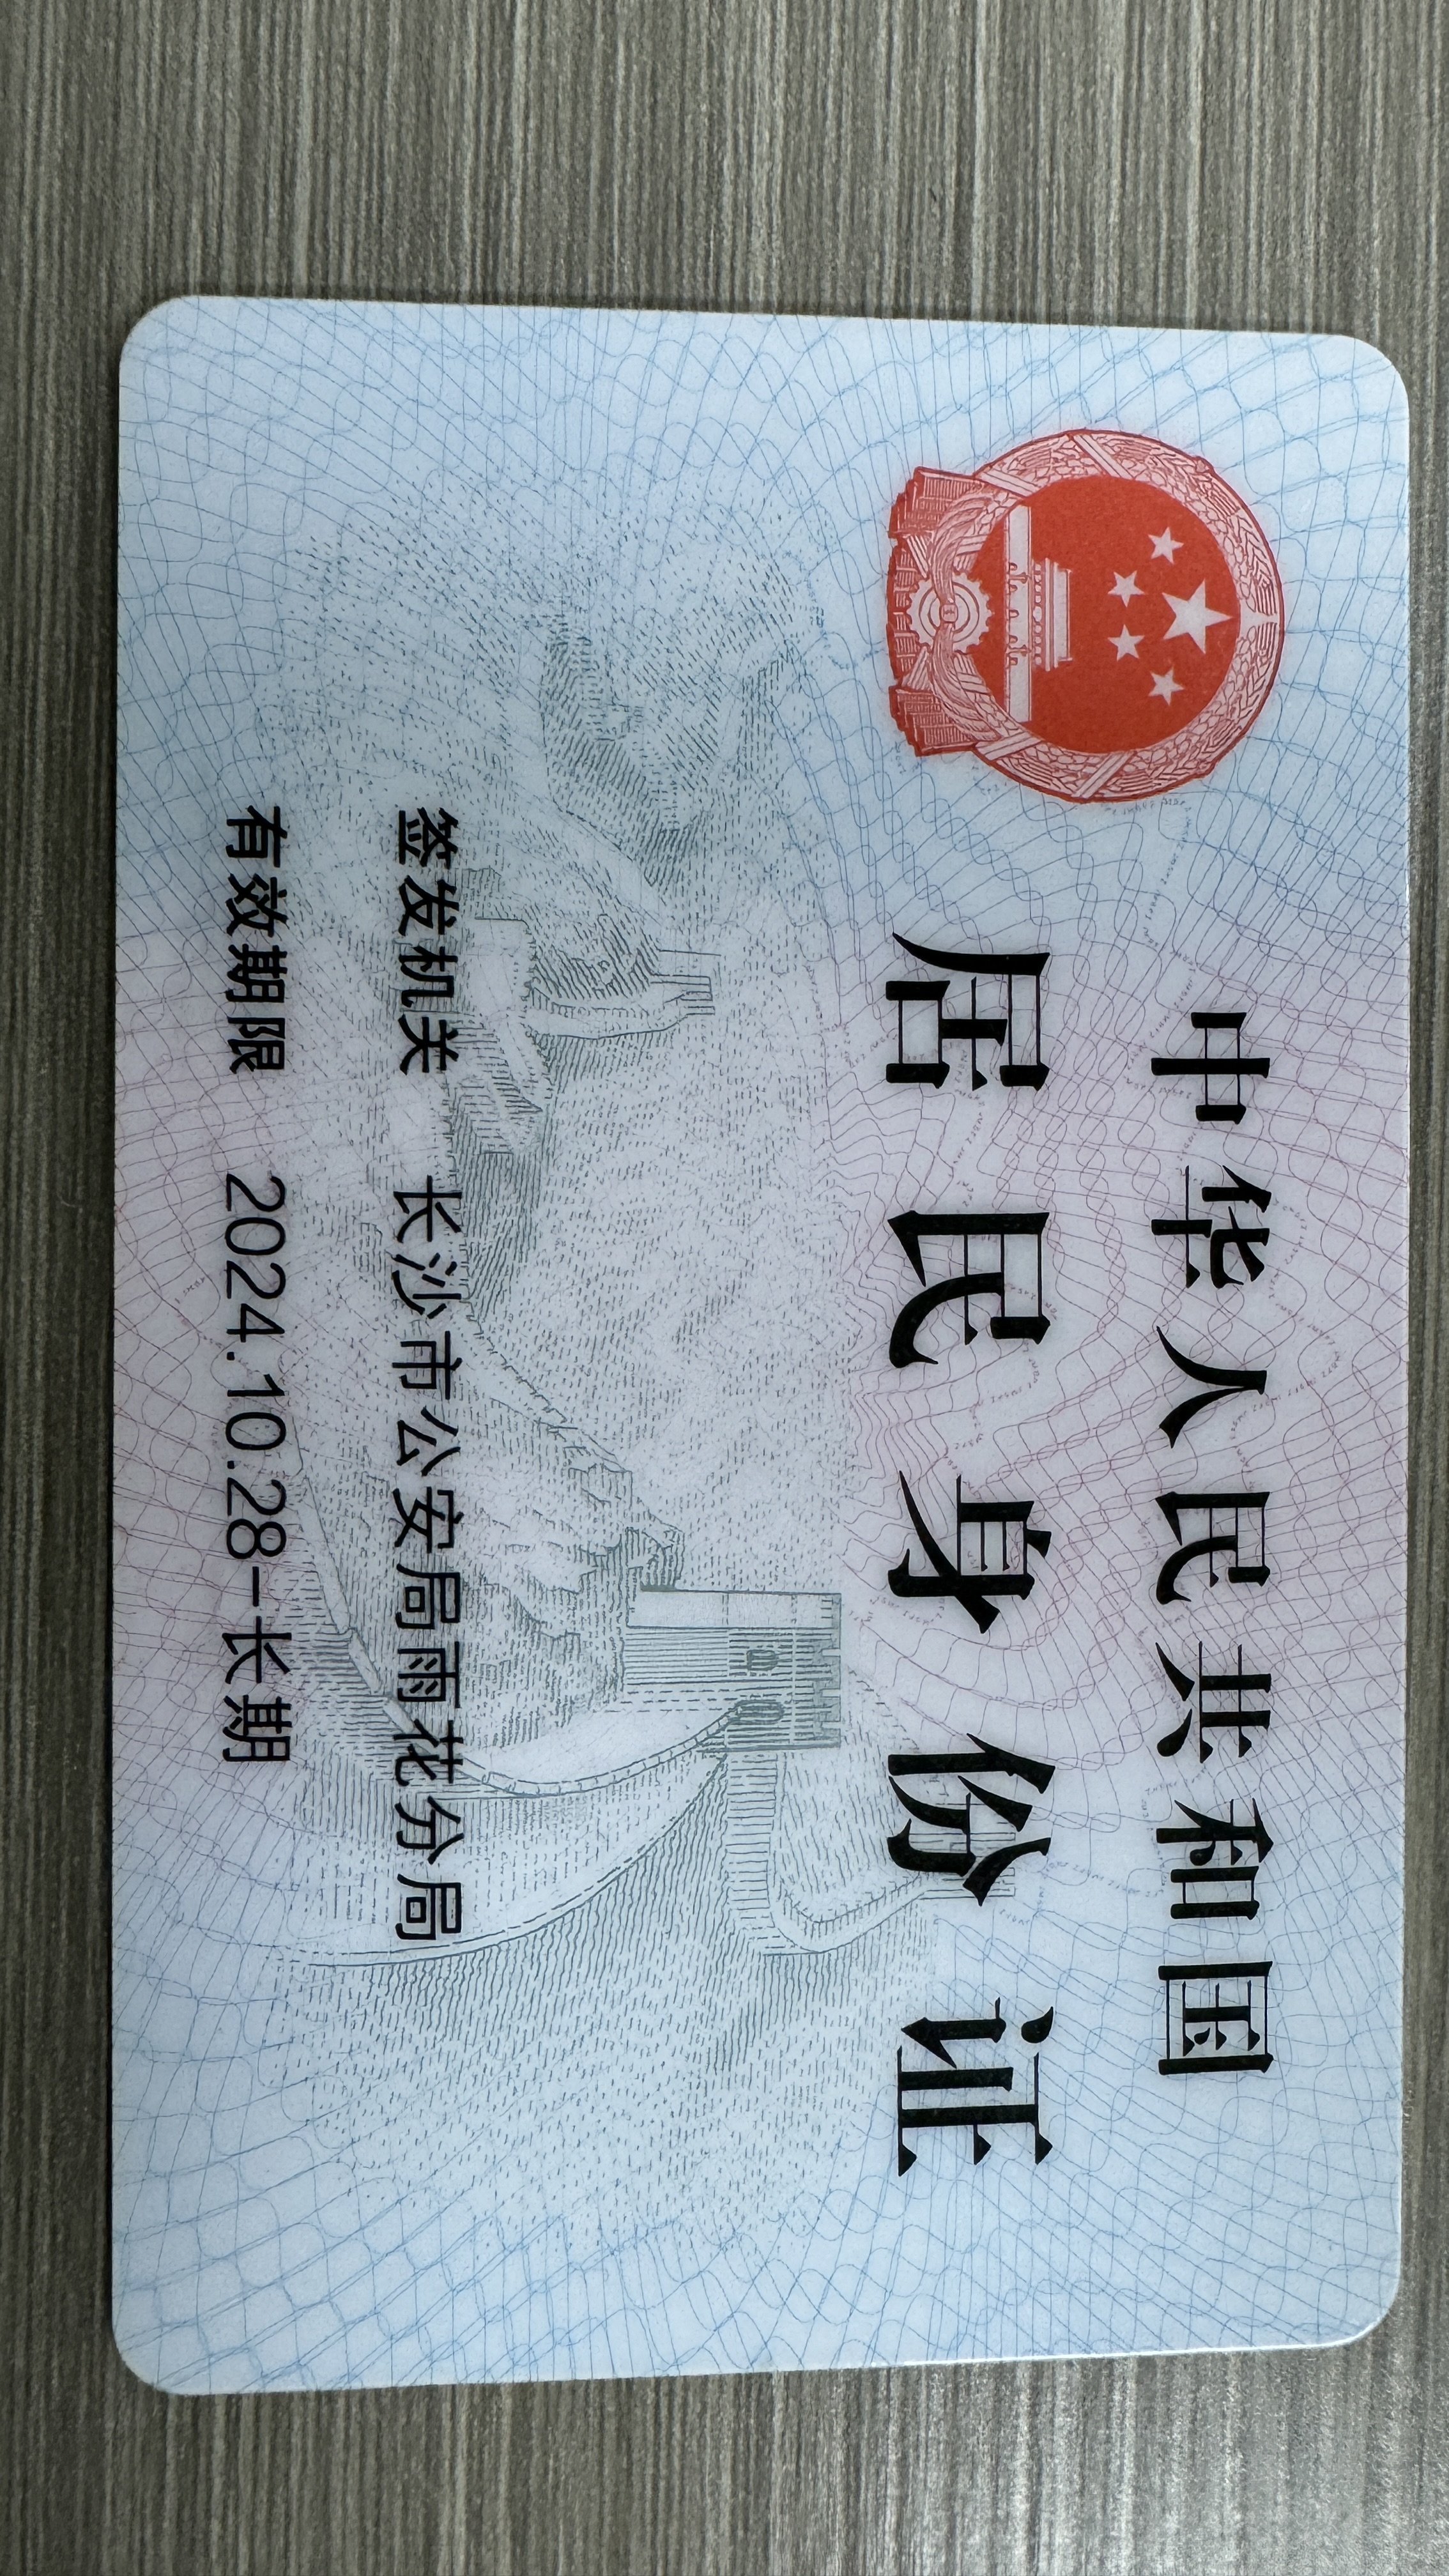 中华人民共和国
居民身份证
签发机关 长沙市公安局雨花分局
有效期限 2024.10.28-长期